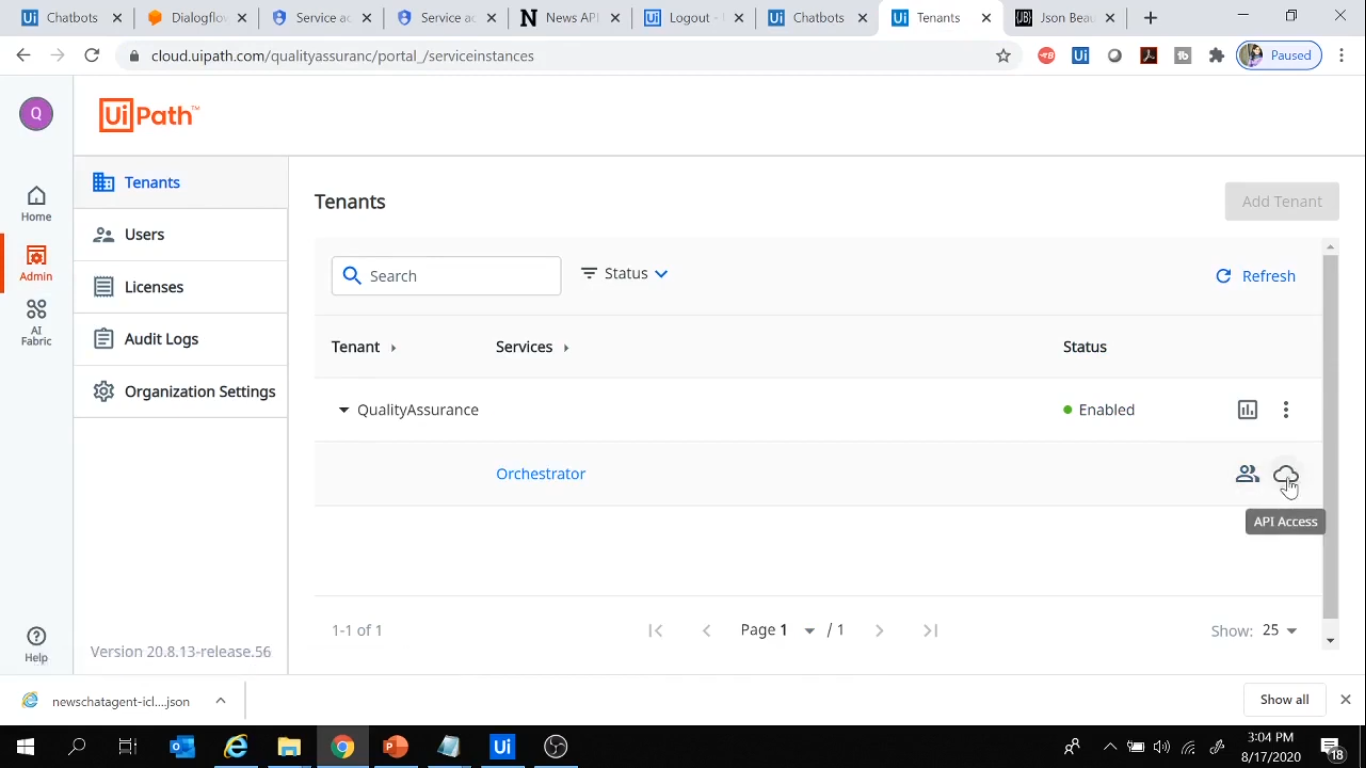 Chatbots
Dialogflo
Service ac
Service ac
News API
Logout -
Chatbots
Tenants
Json Beau
cloud.uipath.com/qualityassuranc/portal_/serviceinstances
Paused
Q
UiPath™
Home
Admin
AI
Fabric
Help
Tenants
Users
Licenses
Audit Logs
Organization Settings
Version 20.8.13-release.56
Tenants
Add Tenant
Search
Status
Refresh
Tenant
Services
Status
QualityAssurance
Enabled
Orchestrator
API Access
1-1 of 1
Page 1 / 1
Show: 25
newschatagent-icl....json
Show all
3:04 PM
8/17/2020
18